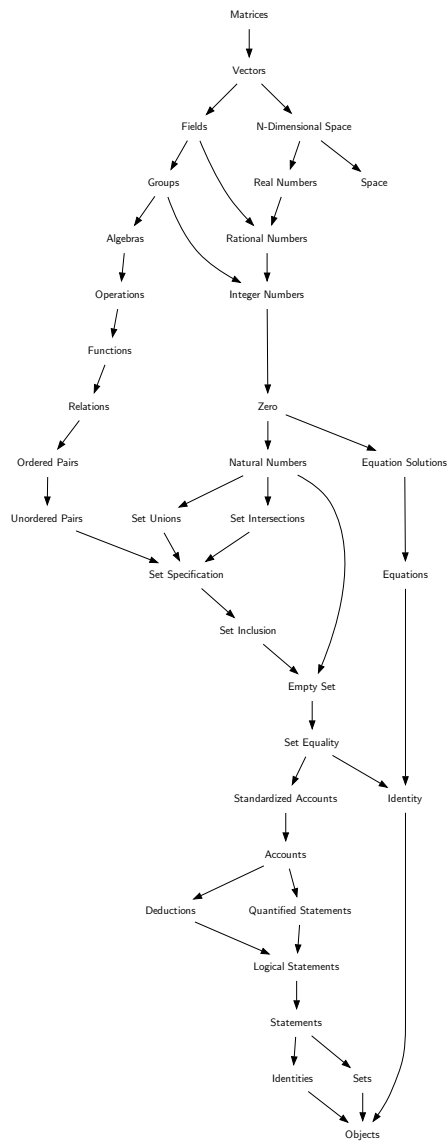 Matrices
Vectors
Fields
N-Dimensional Space
Groups
Real Numbers
Space
Algebras
Rational Numbers
Operations
Integer Numbers
Functions
Relations
Zero
Ordered Pairs
Natural Numbers
Equation Solutions
Unordered Pairs
Set Unions
Set Intersections
Set Specification
Equations
Set Inclusion
Empty Set
Set Equality
Standardized Accounts
Identity
Accounts
Deductions
Quantified Statements
Logical Statements
Statements
Identities
Sets
Objects